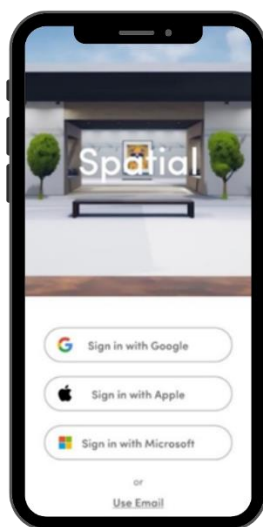 Spatial
Sign in with Google
Sign in with Apple
Sign in with Microsoft
or
Use Email